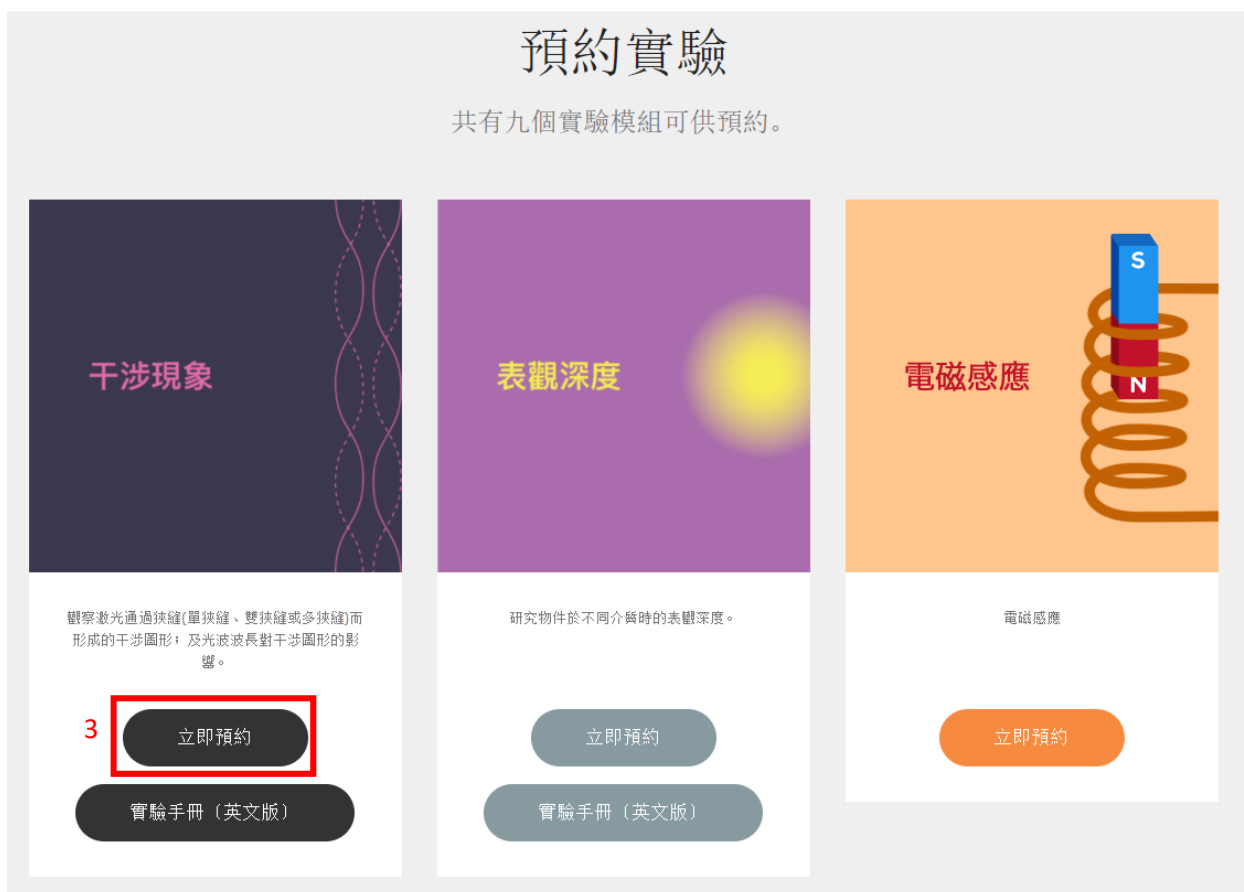 預約實驗
共有九個實驗模組可供預約。
干涉現象
表觀深度
電磁感應
S
N
觀察激光通過狹縫(單狹縫、雙狹縫或多狹縫)而
形成的干涉圖形；及光波波長對干涉圖形的影
響。
研究物件於不同介質時的表觀深度。
電磁感應
3
立即預約
立即預約
立即預約
實驗手冊（英文版）
實驗手冊（英文版）